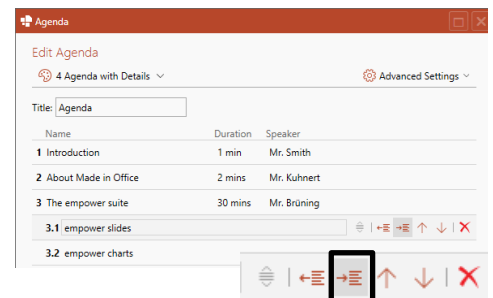 Agenda
Edit Agenda
4 Agenda with Details
Advanced Settings
Title: Agenda
Name Duration Speaker
1 Introduction 1 min Mr. Smith
2 About Made in Office 2 mins Mr. Kuhnert
3 The empower suite 30 mins Mr. Brüning
3.1 empower slides
3.2 empower charts